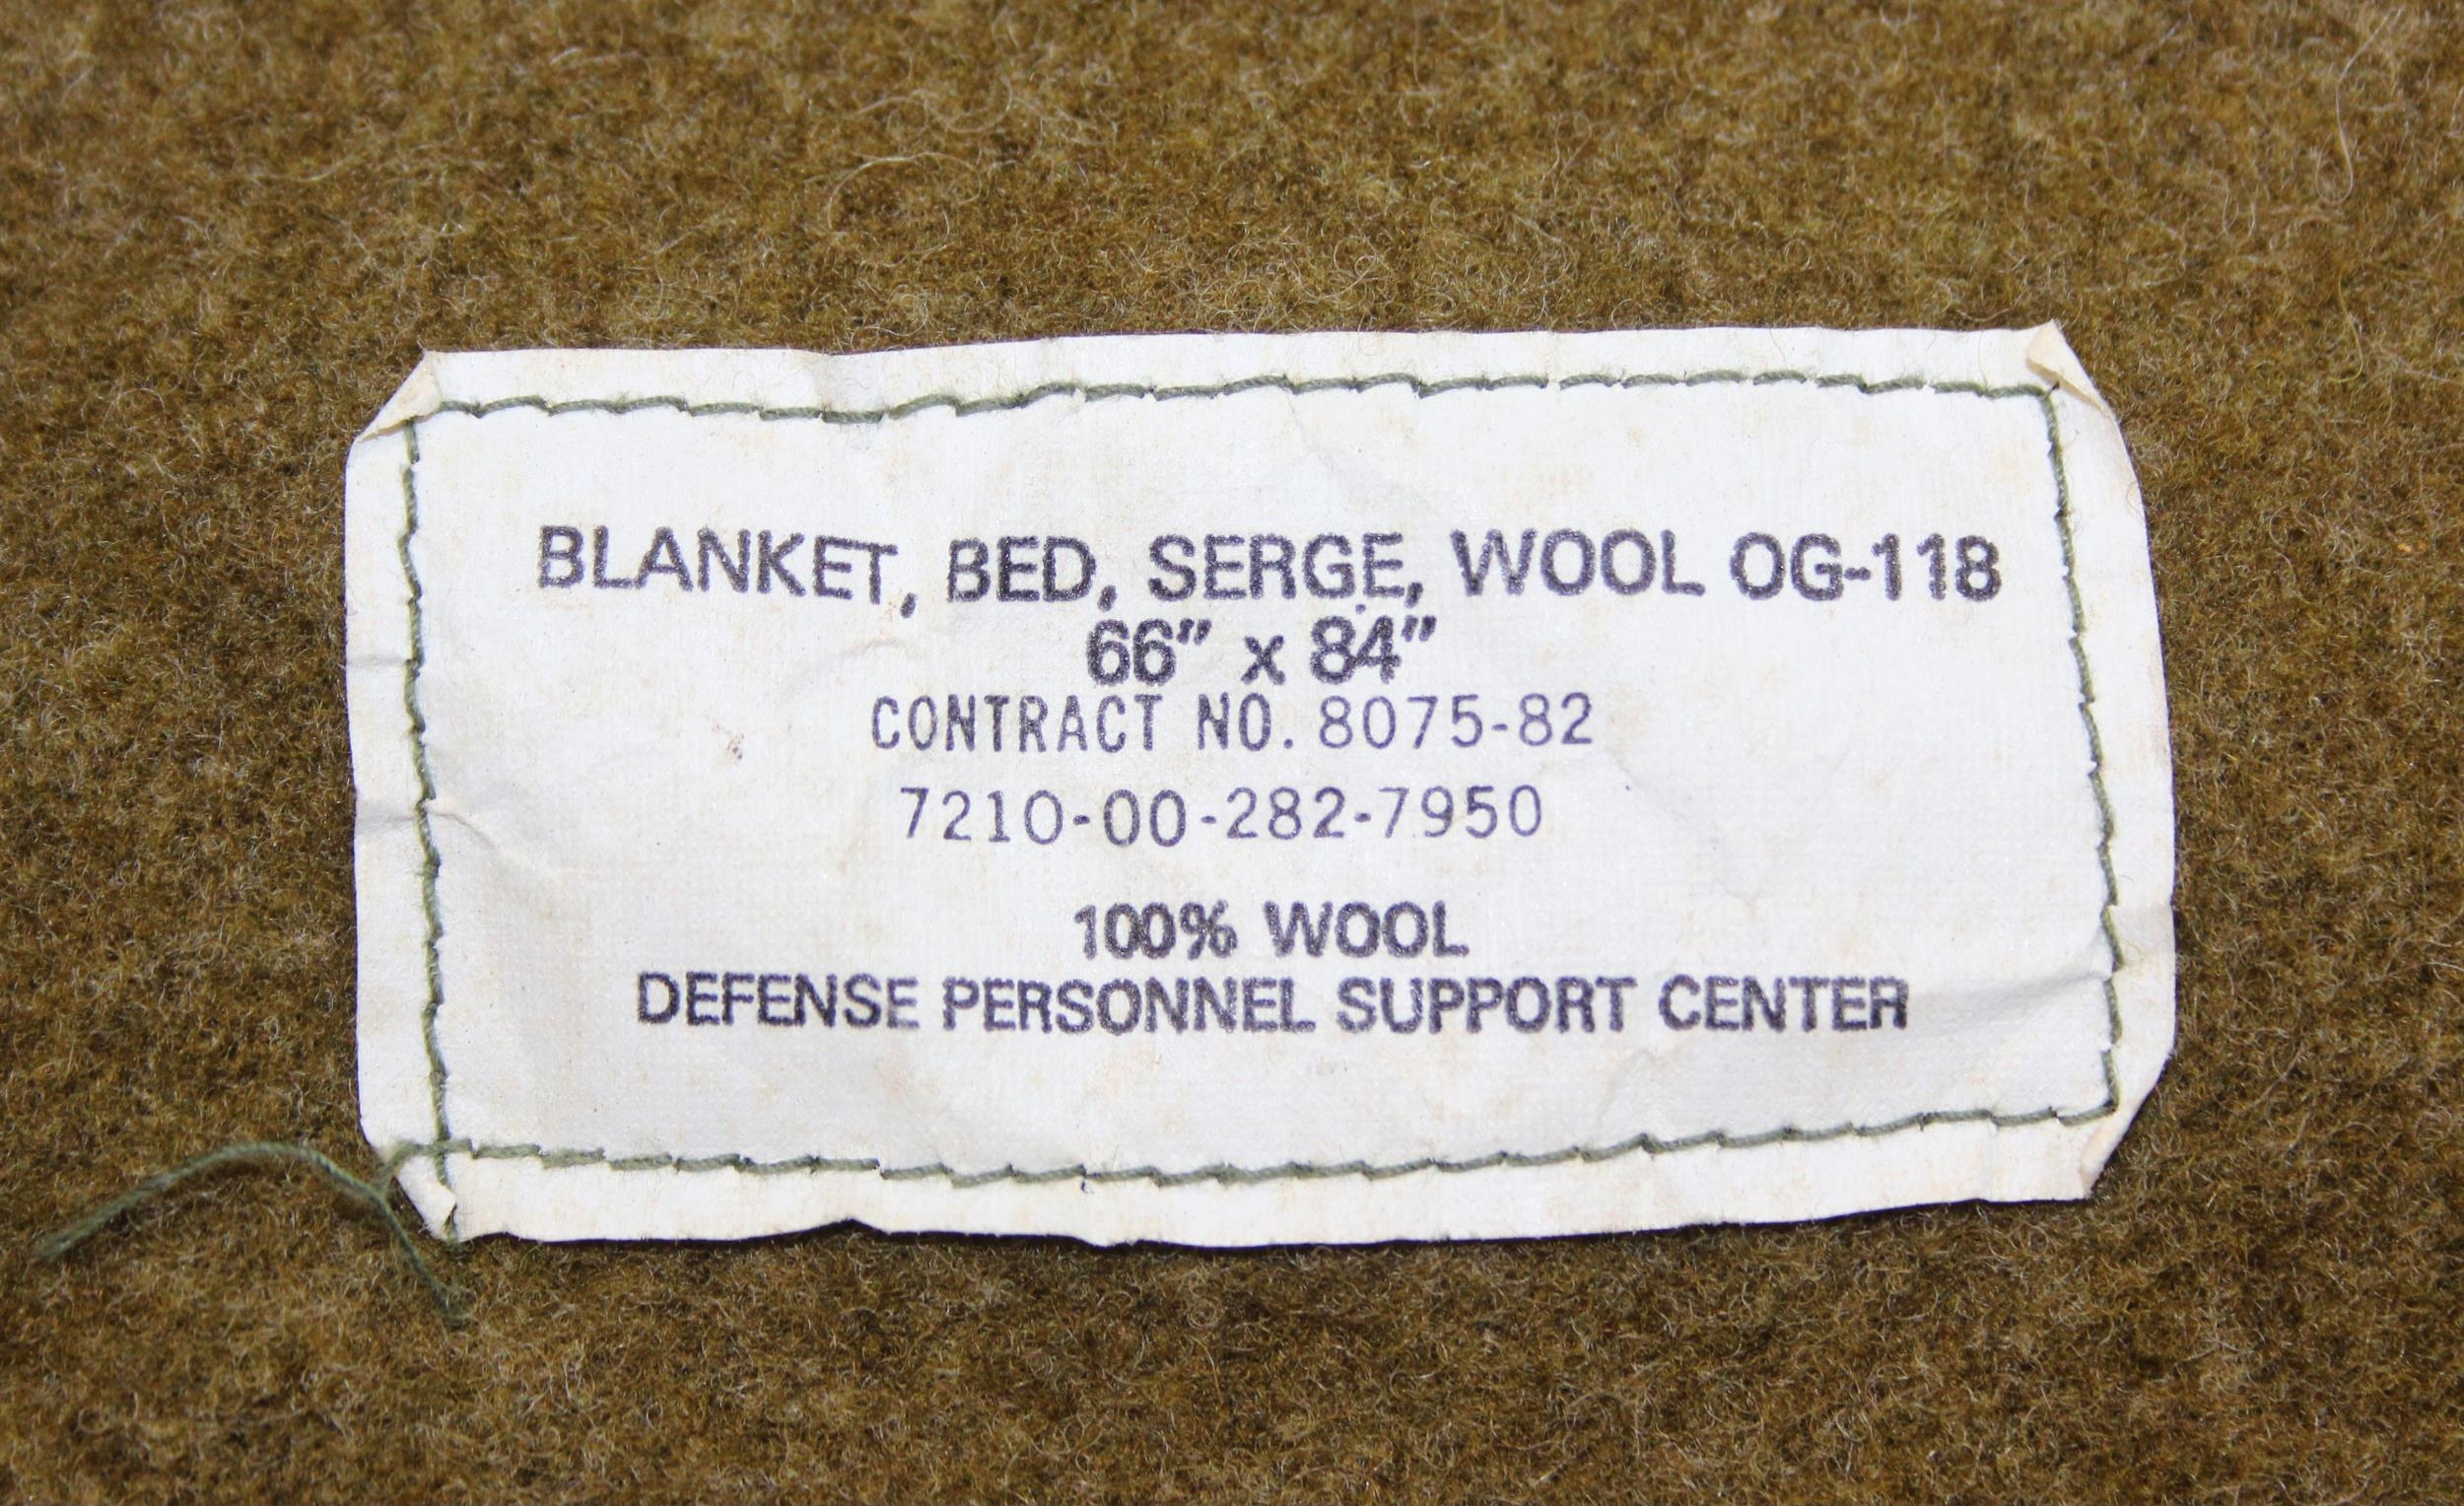 BLANKET, BED, SERGE, WOOL OG-118
66" x 84"
CONTRACT NO. 8075-82
7210-00-282-7950
100% WOOL
DEFENSE PERSONNEL SUPPORT CENTER